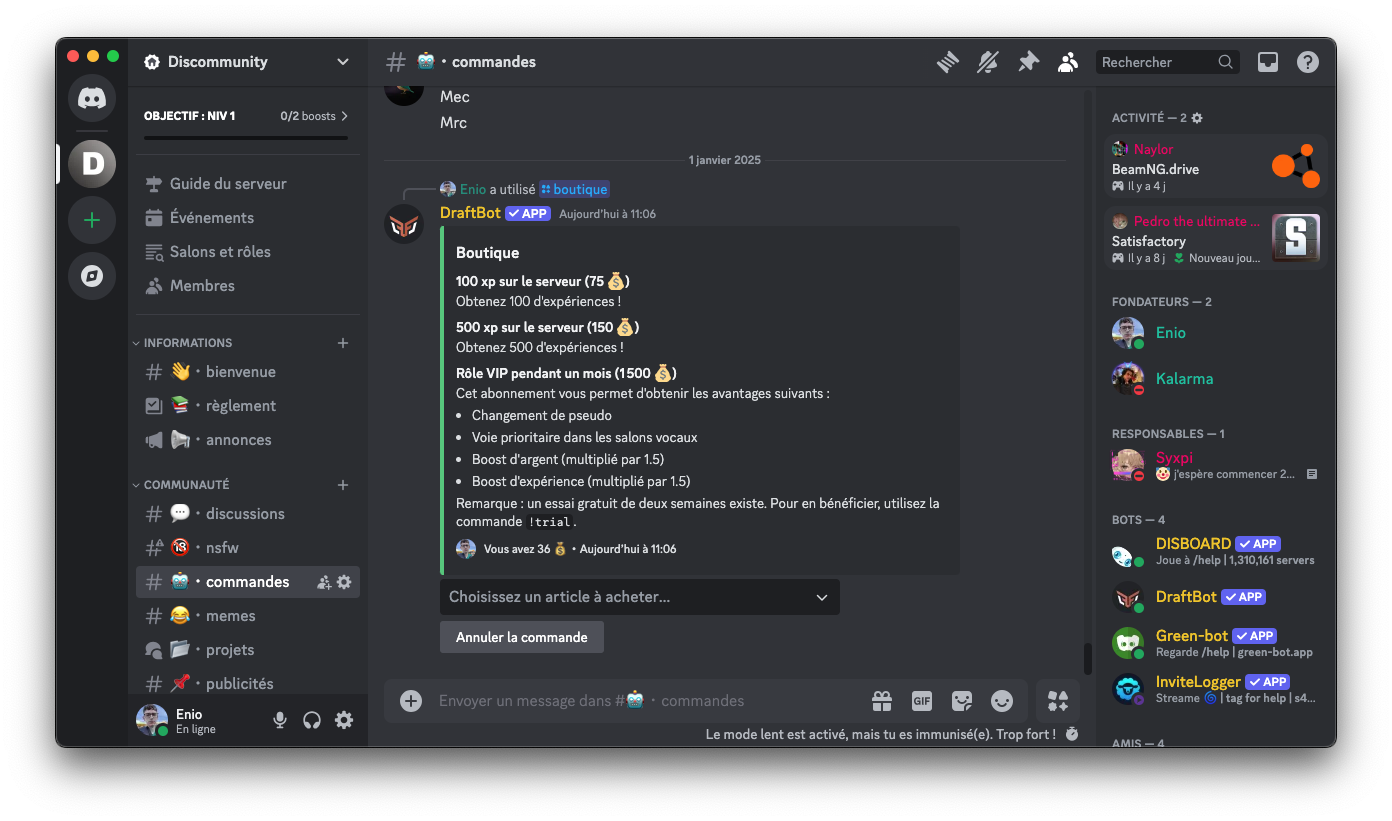 Discommunity
OBJECTIF : NIV 1
0/2 boosts
Guide du serveur
Événements
Salons et rôles
Membres
INFORMATIONS
bienvenue
règlement
annonces
COMMUNAUTÉ
discussions
nsfw
commandes
memes
projets
publicités
Enio
En ligne
D
# 🤖・commandes
Rechercher
Mec
Mrc
1 janvier 2025
Enio a utilisé boutique
DraftBot APP Aujourd'hui à 11:06
Boutique
100 xp sur le serveur (75 💰)
Obtenez 100 d'expériences !
500 xp sur le serveur (150 💰)
Obtenez 500 d'expériences !
Rôle VIP pendant un mois (1500 💰)
Cet abonnement vous permet d'obtenir les avantages suivants :
• Changement de pseudo
• Voie prioritaire dans les salons vocaux
• Boost d'argent (multiplié par 1.5)
• Boost d'expérience (multiplié par 1.5)
Remarque : un essai gratuit de deux semaines existe. Pour en bénéficier, utilisez la
commande !trial.
Vous avez 36 💰 • Aujourd'hui à 11:06
Choisissez un article à acheter...
Annuler la commande
Envoyer un message dans #🤖・commandes
GIF
Le mode lent est activé, mais tu es immunisé(e). Trop fort !
ACTIVITÉ — 2
Naylor
BeamNG.drive
Il y a 4 j
Pedro the ultimate ...
Satisfactory
Il y a 8 j Nouveau jou...
S
FONDATEURS — 2
Enio
Kalarma
RESPONSABLES — 1
Syxpi
🤡 j'espère commencer 2...
BOTS — 4
DISBOARD APP
Joue à /help | 1,310,161 servers
DraftBot APP
Green-bot APP
Regarde /help | green-bot.app
InviteLogger APP
Streame 🌀 | tag for help | s4...
AMIS — 4